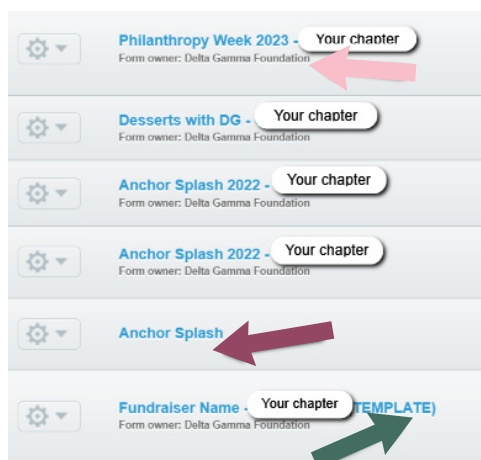 Philanthropy Week 2023 - Your chapter
Form owner: Delta Gamma Foundation
Desserts with DG - Your chapter
Form owner: Delta Gamma Foundation
Anchor Splash 2022 - Your chapter
Form owner: Delta Gamma Foundation
Anchor Splash 2022 - Your chapter
Form owner: Delta Gamma Foundation
Anchor Splash
Fundraiser Name - Your chapter TEMPLATE)
Form owner: Delta Gamma Foundation